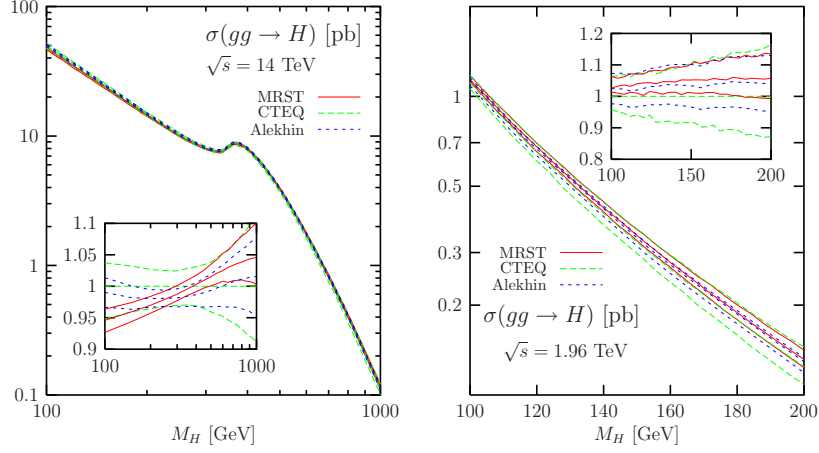 σ(gg → H) [pb]
√s = 14 TeV
MRST
CTEQ
Alekhin
100
10
1
0.1
100
1000
M_H [GeV]
1.1
1.05
1
0.95
0.9
100
1000
σ(gg → H) [pb]
√s = 1.96 TeV
MRST
CTEQ
Alekhin
1
0.7
0.5
0.3
0.2
100 120 140 160 180 200
M_H [GeV]
1.2
1.1
1
0.9
0.8
100 150 200